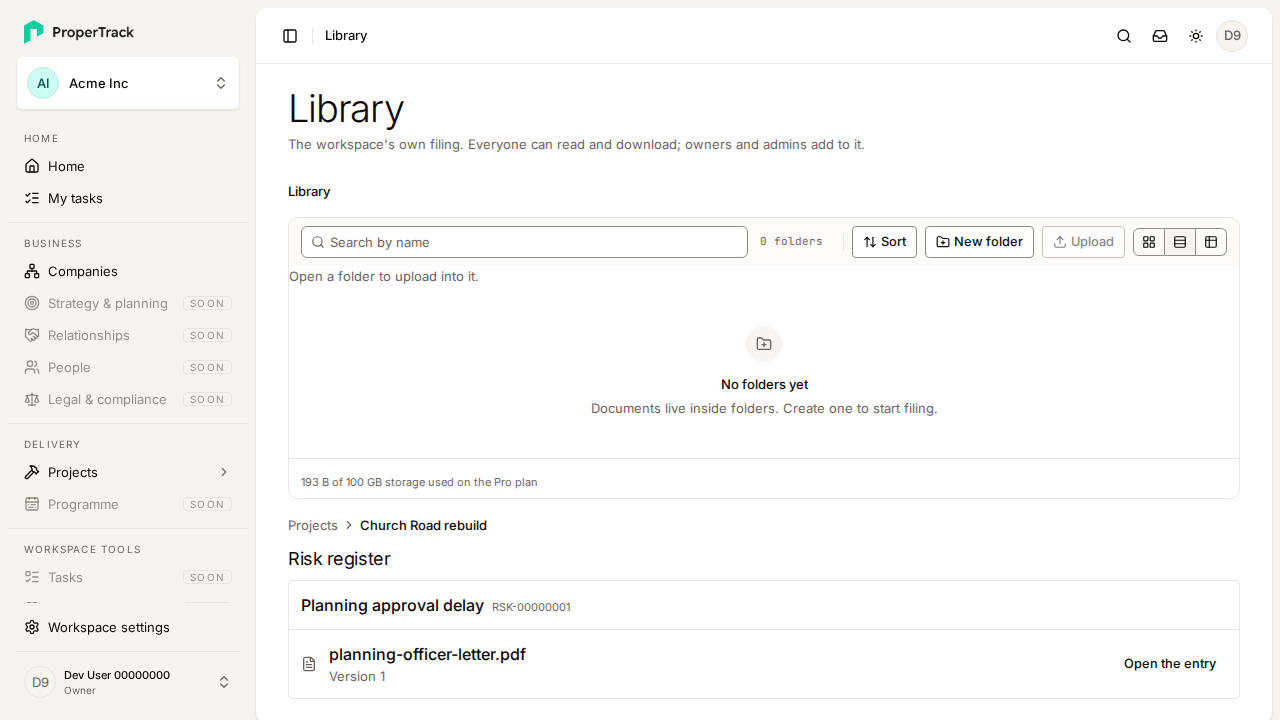 ProperTrack
AI
Acme Inc
HOME
Home
My tasks
BUSINESS
Companies
Strategy & planning SOON
Relationships SOON
People SOON
Legal & compliance SOON
DELIVERY
Projects
Programme SOON
WORKSPACE TOOLS
Tasks SOON
Workspace settings
D9
Dev User 00000000
Owner
Library
D9
Library
The workspace's own filing. Everyone can read and download; owners and admins add to it.
Library
Search by name
0 folders
Sort
New folder
Upload
Open a folder to upload into it.
No folders yet
Documents live inside folders. Create one to start filing.
193 B of 100 GB storage used on the Pro plan
Projects
Church Road rebuild
Risk register
Planning approval delay RSK-00000001
planning-officer-letter.pdf
Version 1
Open the entry